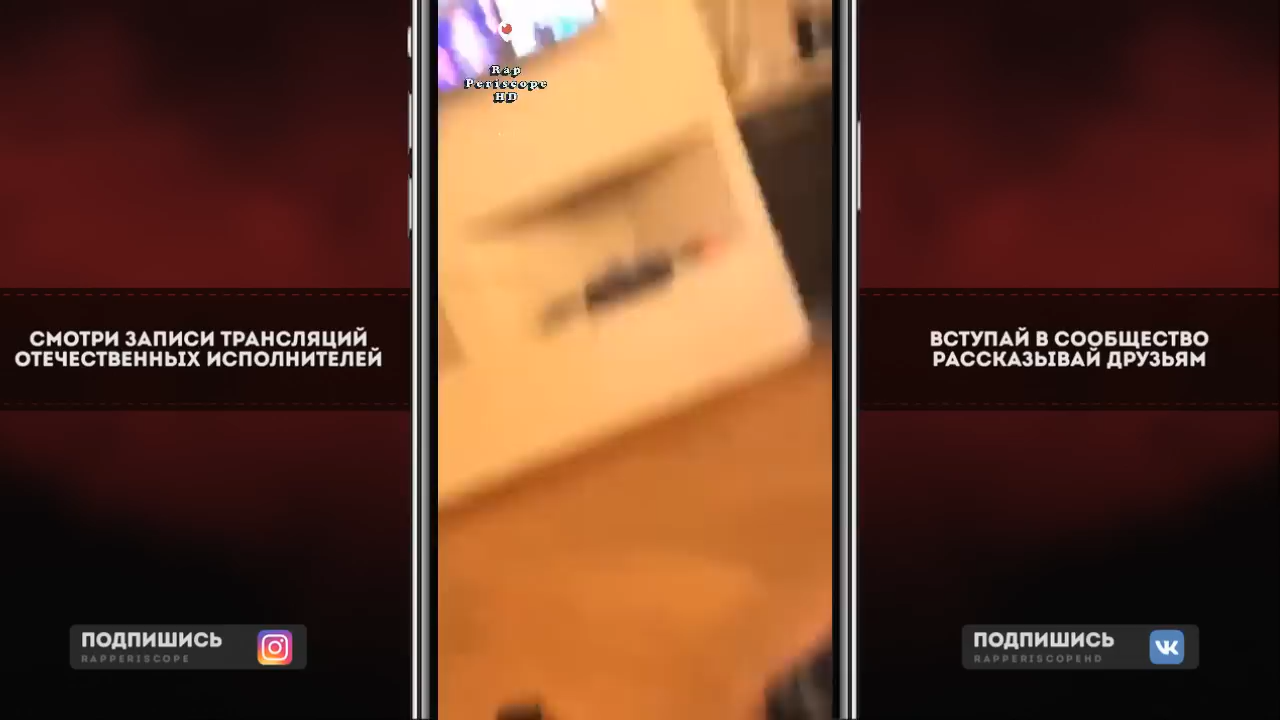 Rap
Periscope
HD
СМОТРИ ЗАПИСИ ТРАНСЛЯЦИЙ
ОТЕЧЕСТВЕННЫХ ИСПОЛНИТЕЛЕЙ
ВСТУПАЙ В СООБЩЕСТВО
РАССКАЗЫВАЙ ДРУЗЬЯМ
ПОДПИШИСЬ
RAPPERISCOPE
ПОДПИШИСЬ
RAPPERISCOPEHD